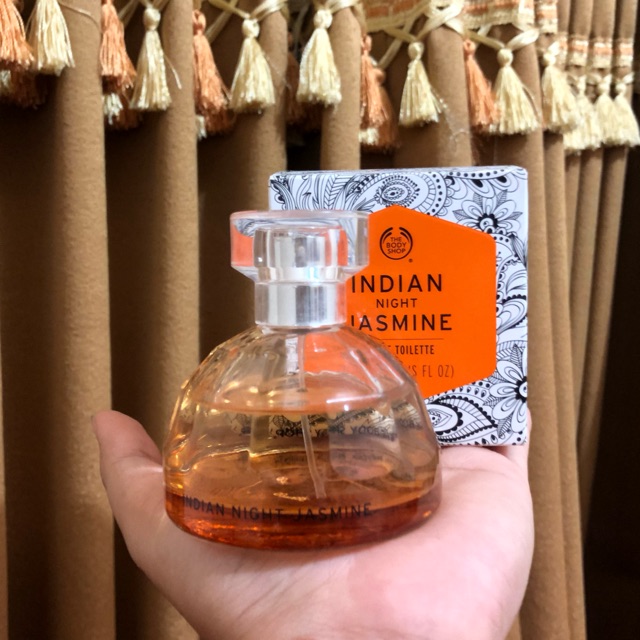 THE
BODY
SHOP
INDIAN
NIGHT
JASMINE
TOILETTE
FL OZ)
INDIAN NIGHT JASMINE